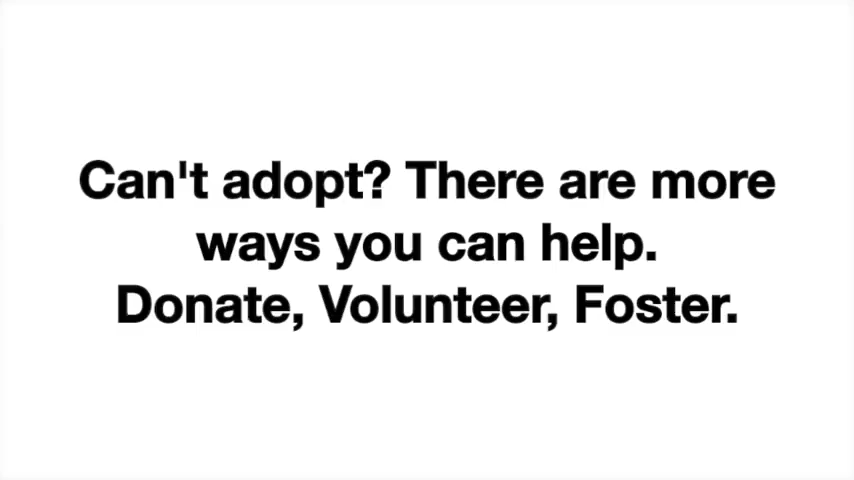 Can't adopt? There are more
ways you can help.
Donate, Volunteer, Foster.